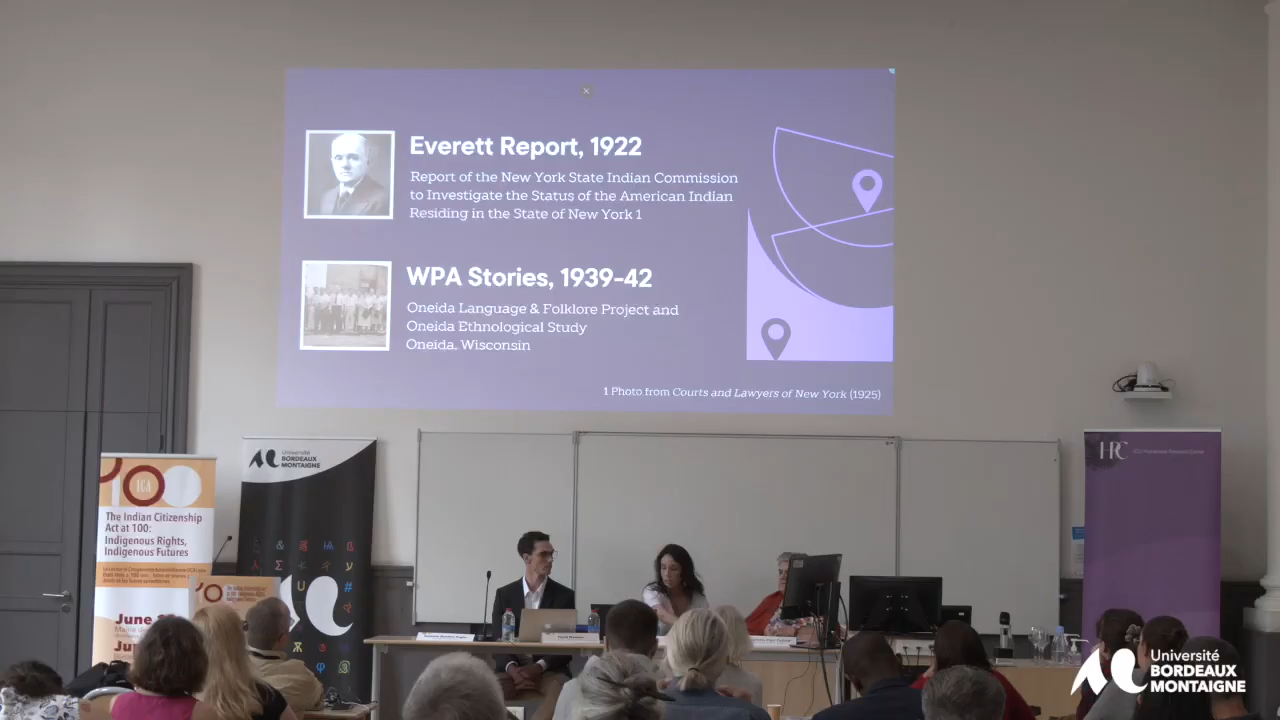 Everett Report, 1922
Report of the New York State Indian Commission
to Investigate the Status of the American Indian
Residing in the State of New York 1
WPA Stories, 1939-42
Oneida Language & Folklore Project and
Oneida Ethnological Study
Oneida, Wisconsin
1 Photo from Courts and Lawyers of New York (1925)
100
ICA
The Indian Citizenship
Act at 100:
Indigenous Rights,
Indigenous Futures
June
Université
BORDEAUX
MONTAIGNE
HRC
Université
BORDEAUX
MONTAIGNE